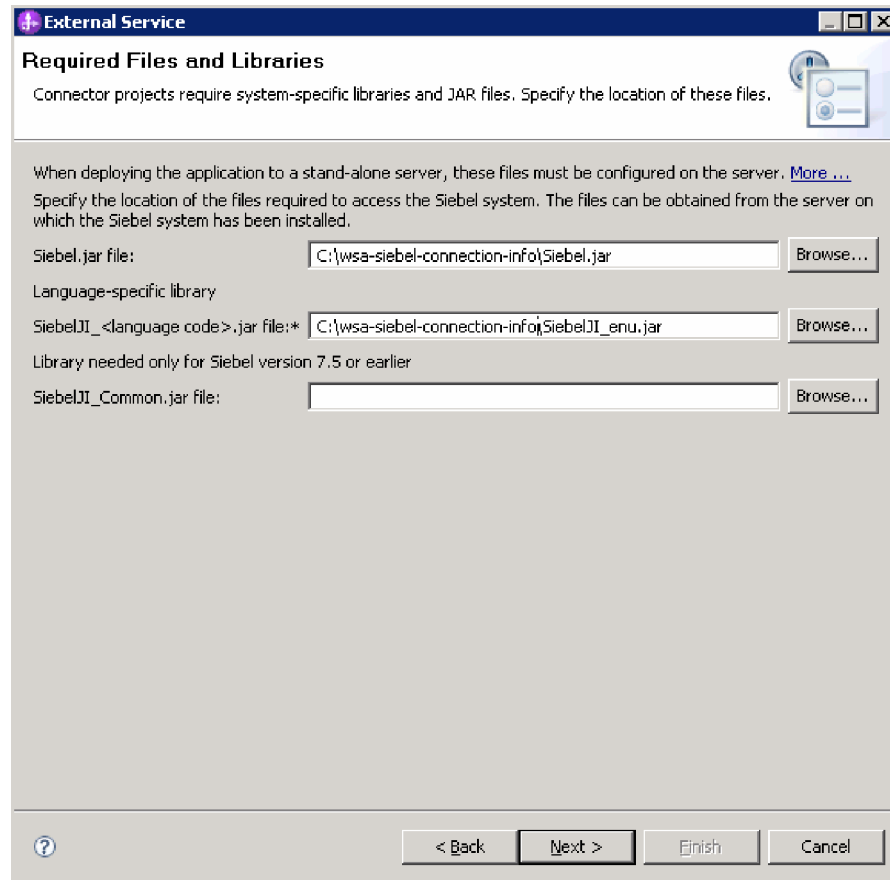 External Service
Required Files and Libraries
Connector projects require system-specific libraries and JAR files. Specify the location of these files.
When deploying the application to a stand-alone server, these files must be configured on the server. More ...
Specify the location of the files required to access the Siebel system. The files can be obtained from the server on
which the Siebel system has been installed.
Siebel.jar file: C:\wsa-siebel-connection-info\Siebel.jar Browse...
Language-specific library
SiebelJI_<language code>.jar file:* C:\wsa-siebel-connection-info\SiebelJI_enu.jar Browse...
Library needed only for Siebel version 7.5 or earlier
SiebelJI_Common.jar file: Browse...
? < Back Next > Finish Cancel